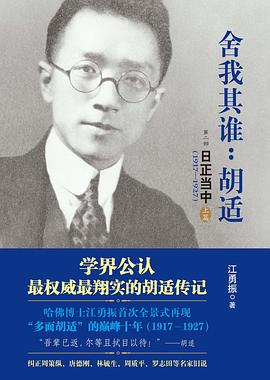 舍我其谁：胡适
第二部
日正当中
(1917—1927)
上篇
江勇振
著
学界公认
最权威最翔实的胡适传记
哈佛博士江勇振首次全景式再现
“多面胡适”的巅峰十年（1917－1927）
“吾辈已返，尔等且拭目以待！”——胡适
纠正周策纵、唐德刚、林毓生、周质平、罗志田等名家旧说